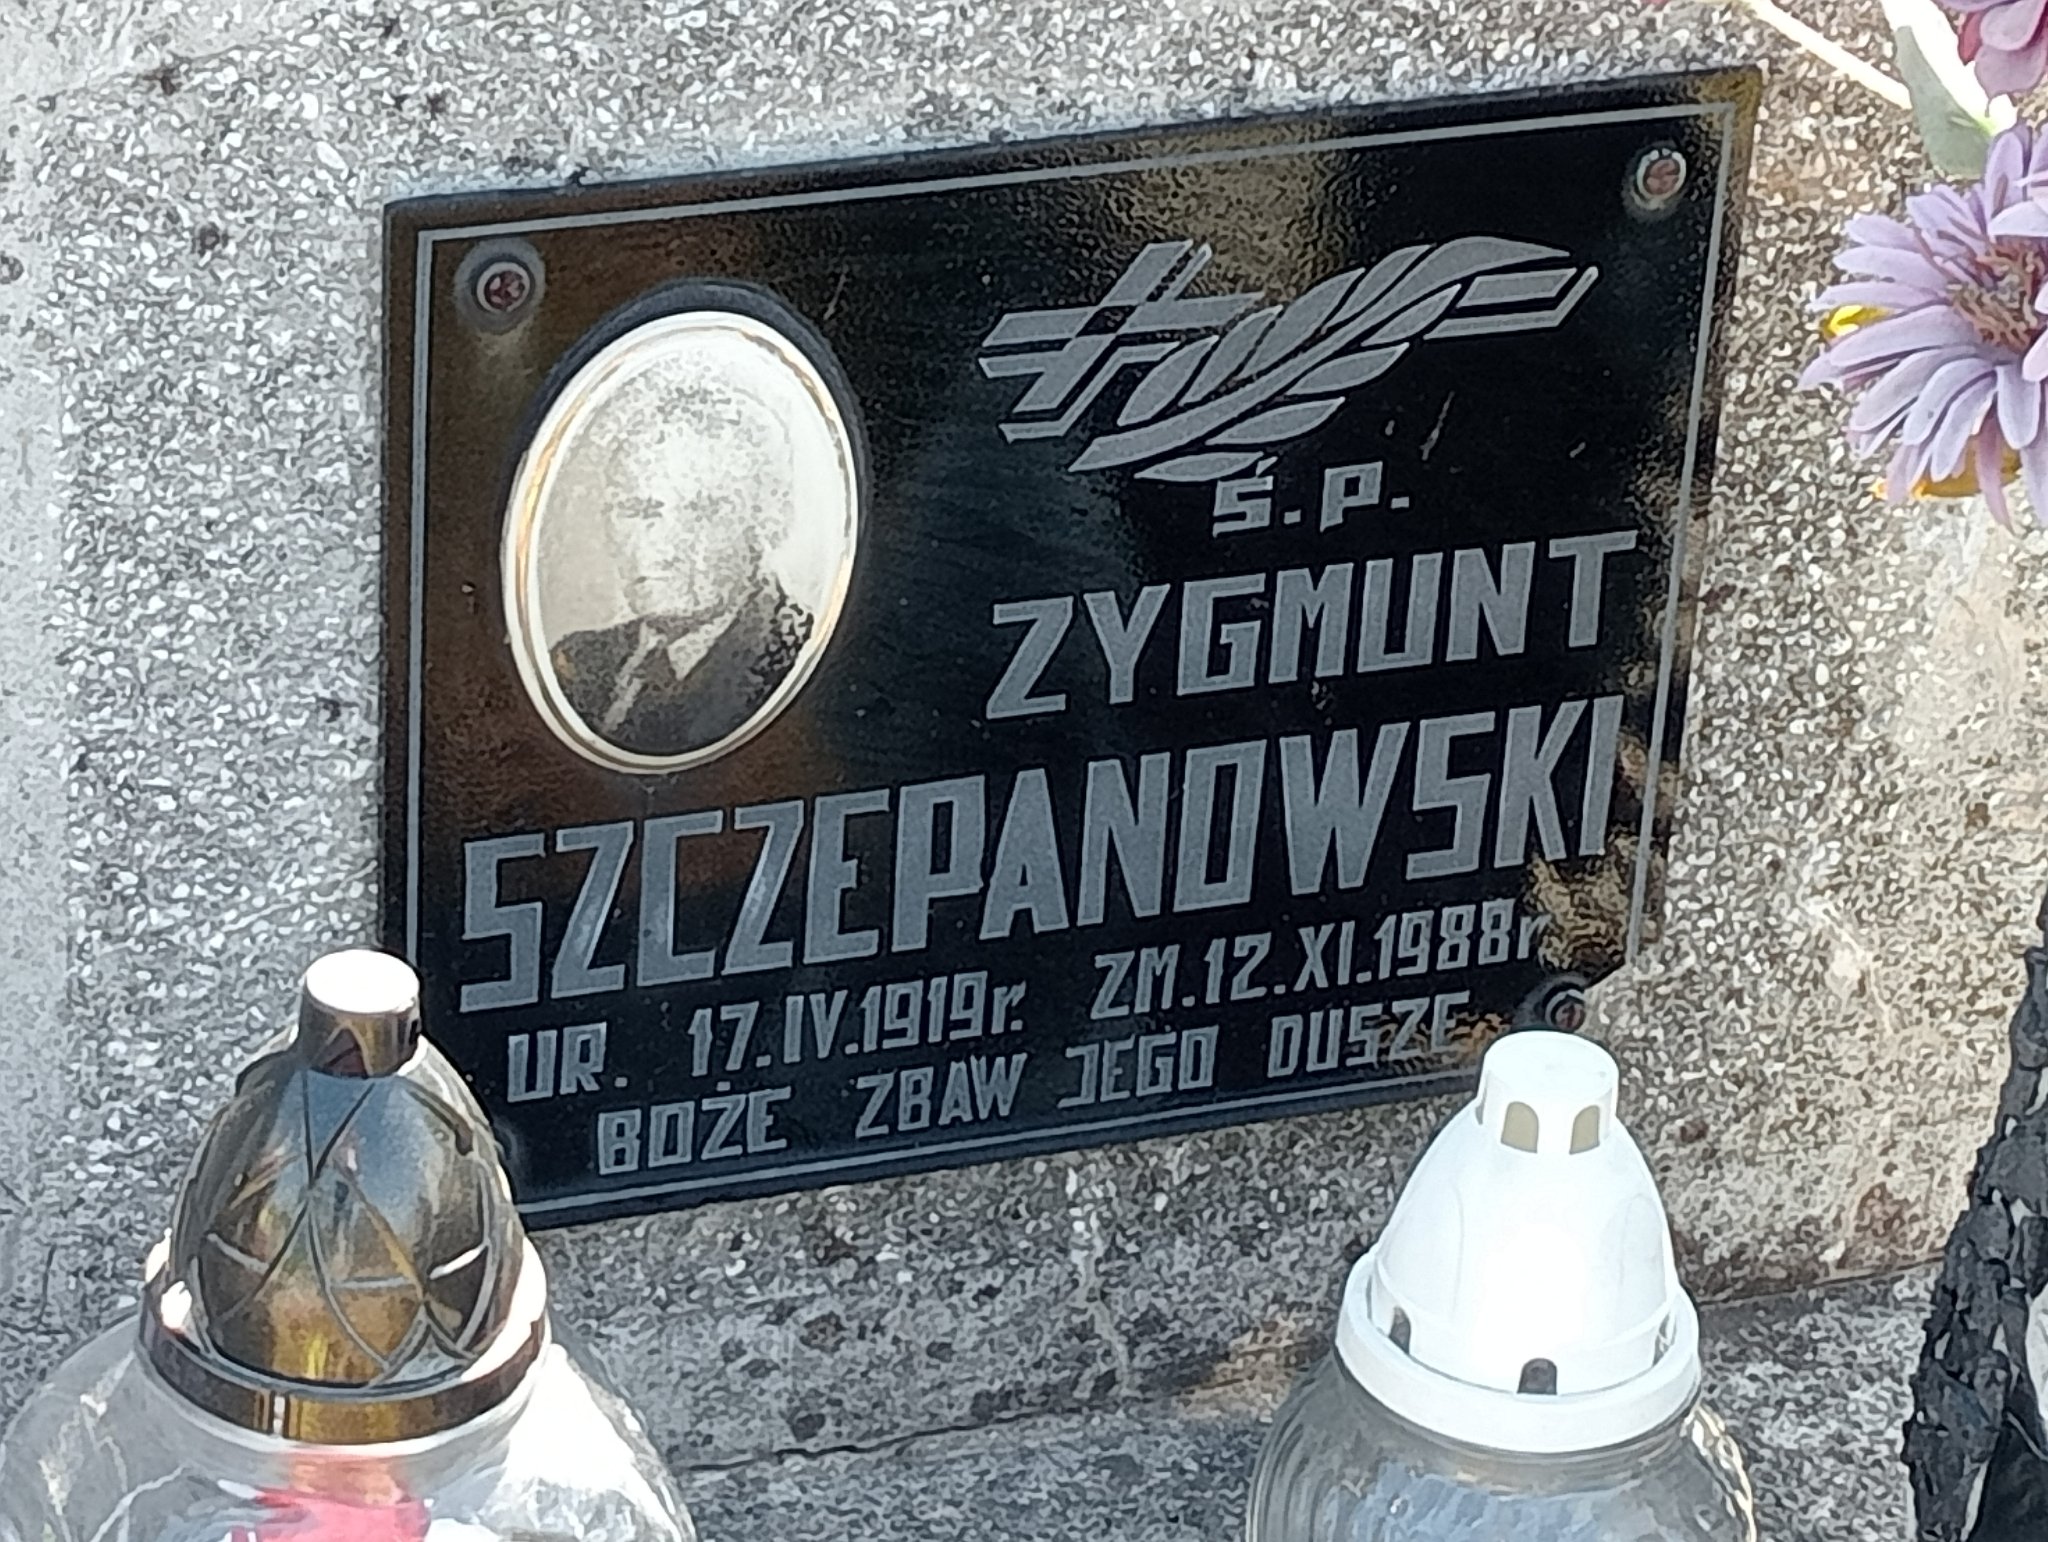 Ś.P.
ZYGMUNT
SZCZEPANOWSKI
UR. 17.IV.1919r. ZM.12.XI.1988r
BOŻE ZBAW JEGO DUSZE